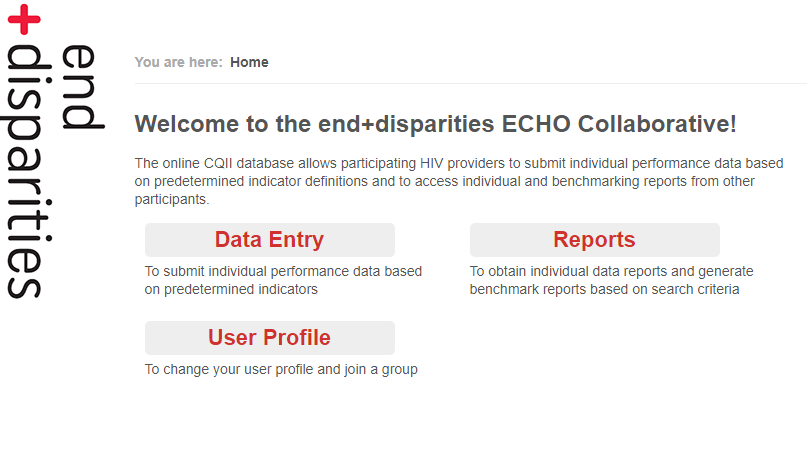 end
+disparities
You are here: Home
Welcome to the end+disparities ECHO Collaborative!
The online CQII database allows participating HIV providers to submit individual performance data based
on predetermined indicator definitions and to access individual and benchmarking reports from other
participants.
Data Entry
To submit individual performance data based
on predetermined indicators
Reports
To obtain individual data reports and generate
benchmark reports based on search criteria
User Profile
To change your user profile and join a group